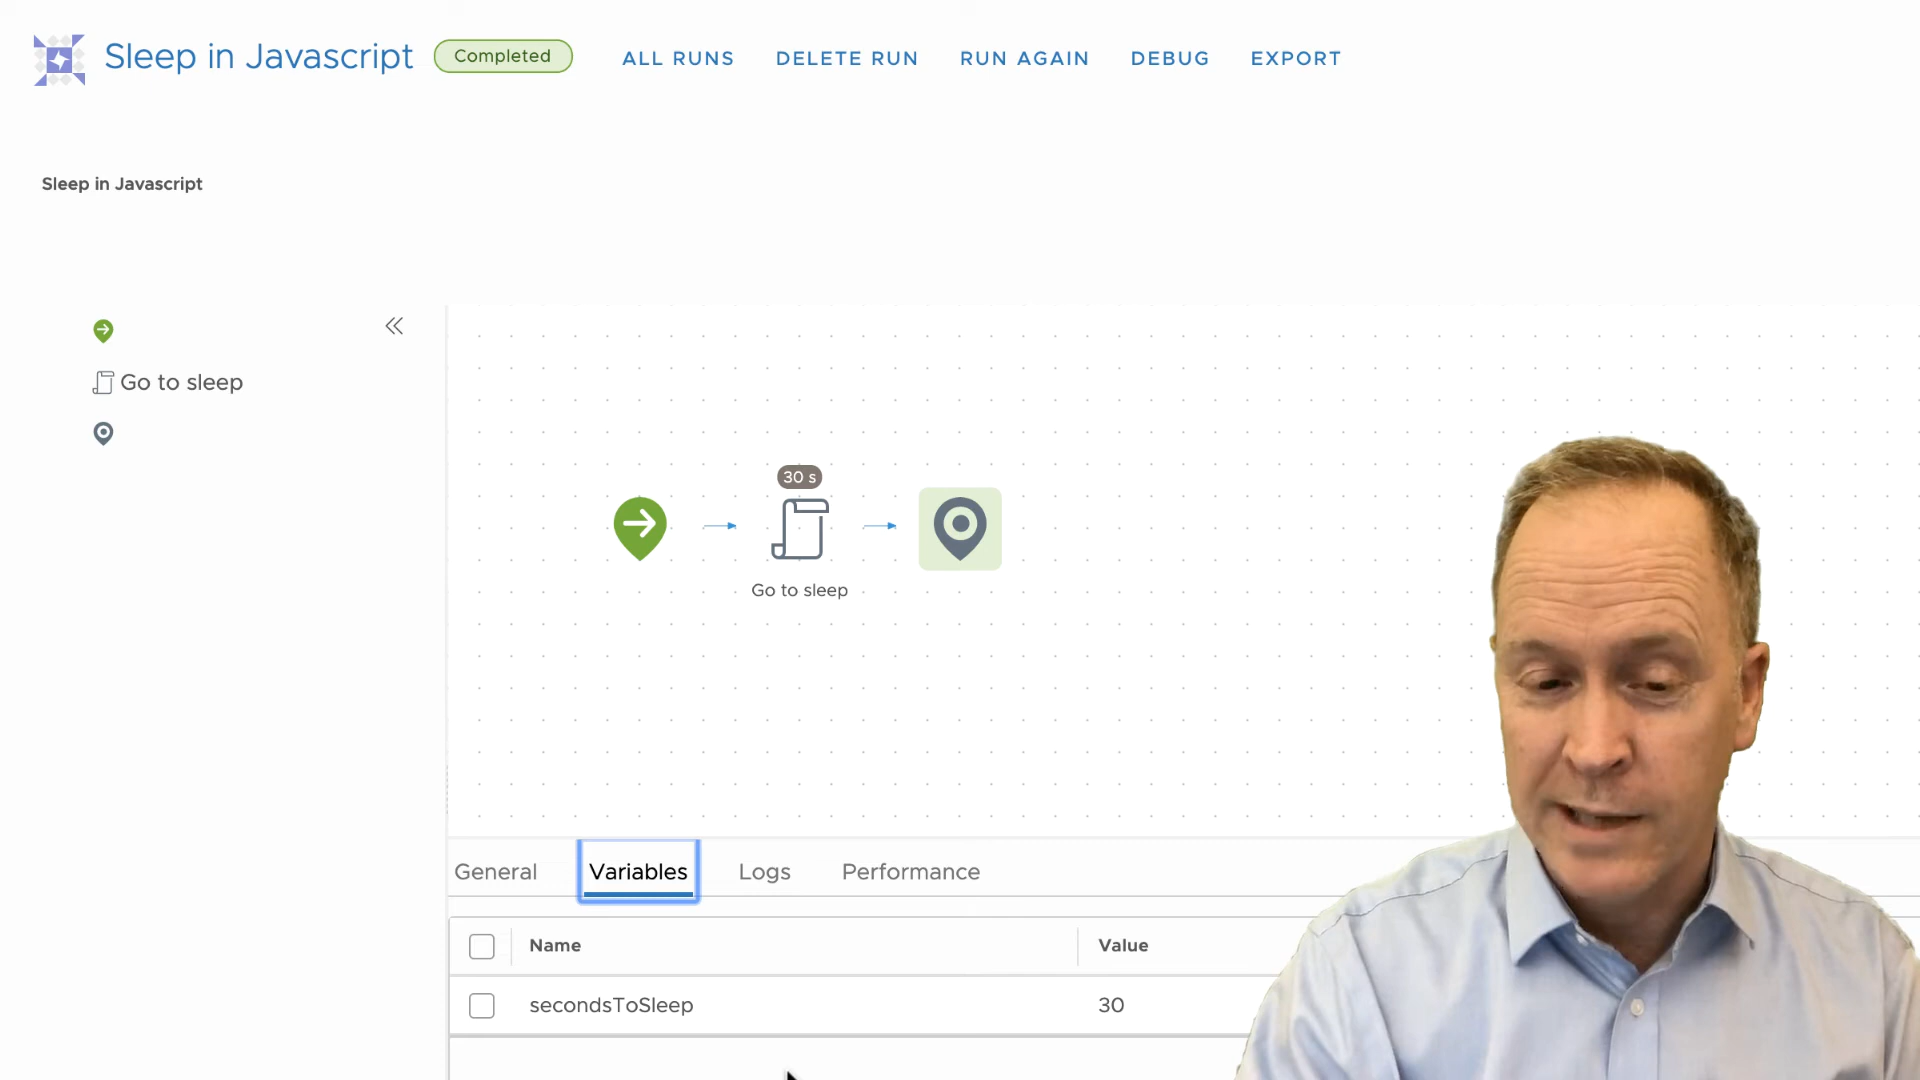 Sleep in Javascript Completed ALL RUNS DELETE RUN RUN AGAIN DEBUG EXPORT
Sleep in Javascript
Go to sleep
30 s
Go to sleep
General Variables Logs Performance
Name Value
secondsToSleep 30